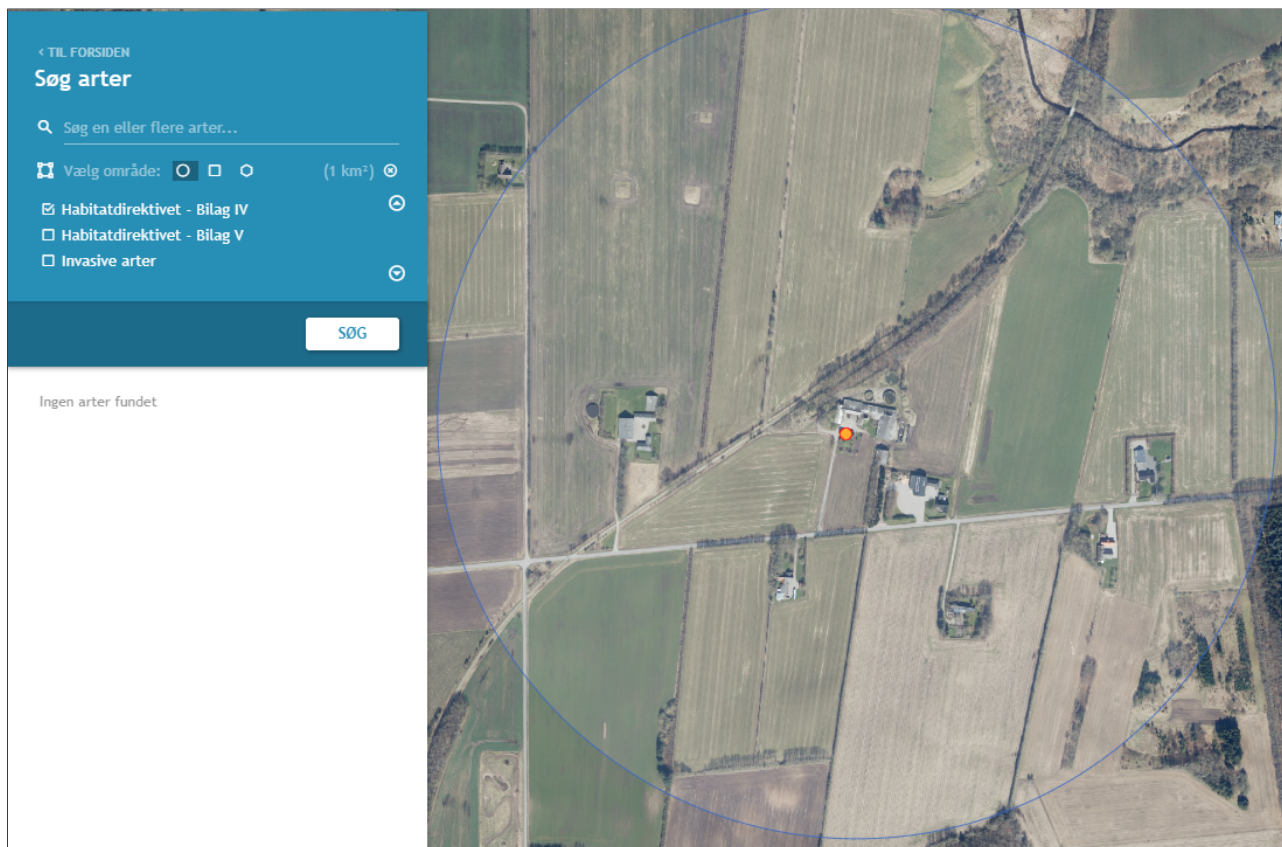 ‹ TIL FORSIDEN
Søg arter
Søg en eller flere arter...
Vælg område: (1 km²)
Habitatdirektivet - Bilag IV
Habitatdirektivet - Bilag V
Invasive arter
SØG
Ingen arter fundet